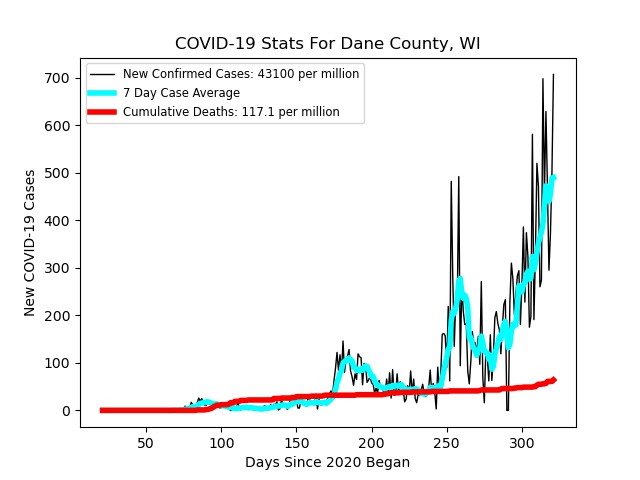 COVID-19 Stats For Dane County, WI
New Confirmed Cases: 43100 per million
7 Day Case Average
Cumulative Deaths: 117.1 per million
New COVID-19 Cases
700
600
500
400
300
200
100
0
50 100 150 200 250 300
Days Since 2020 Began